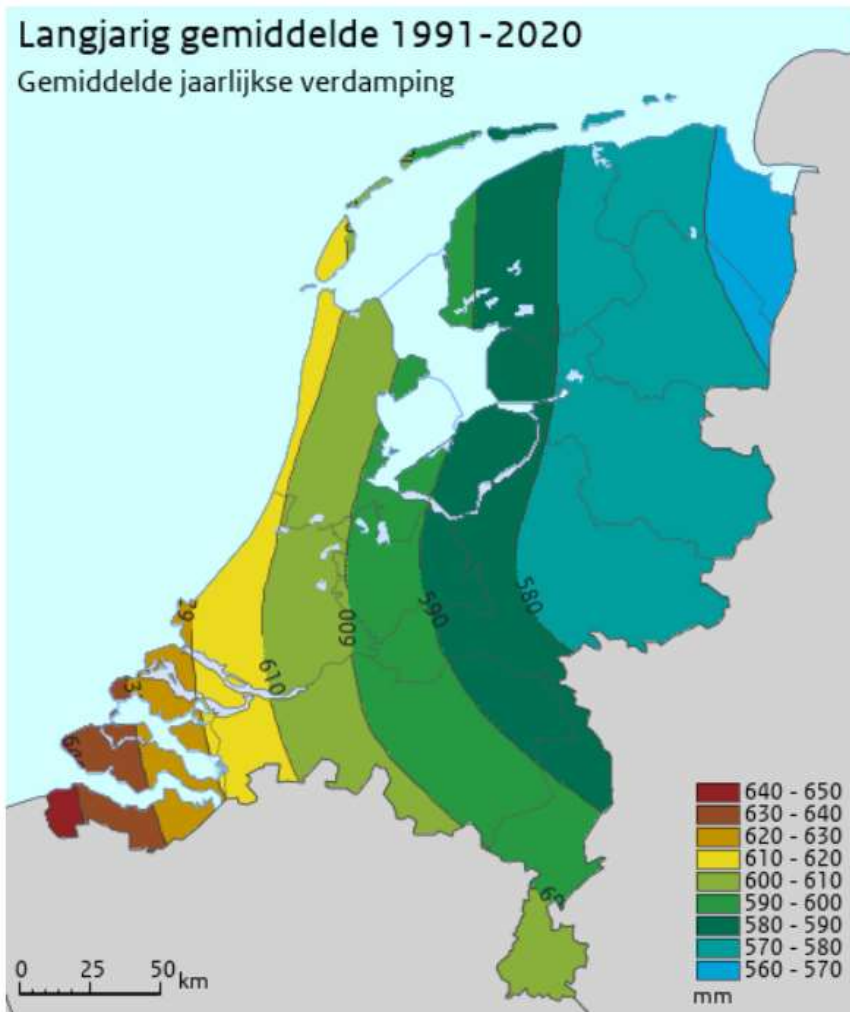 Langjarig gemiddelde 1991-2020
Gemiddelde jaarlijkse verdamping
580
590
600
610
640 - 650
630 - 640
620 - 630
610 - 620
600 - 610
590 - 600
580 - 590
570 - 580
560 - 570
mm
0 25 50 km